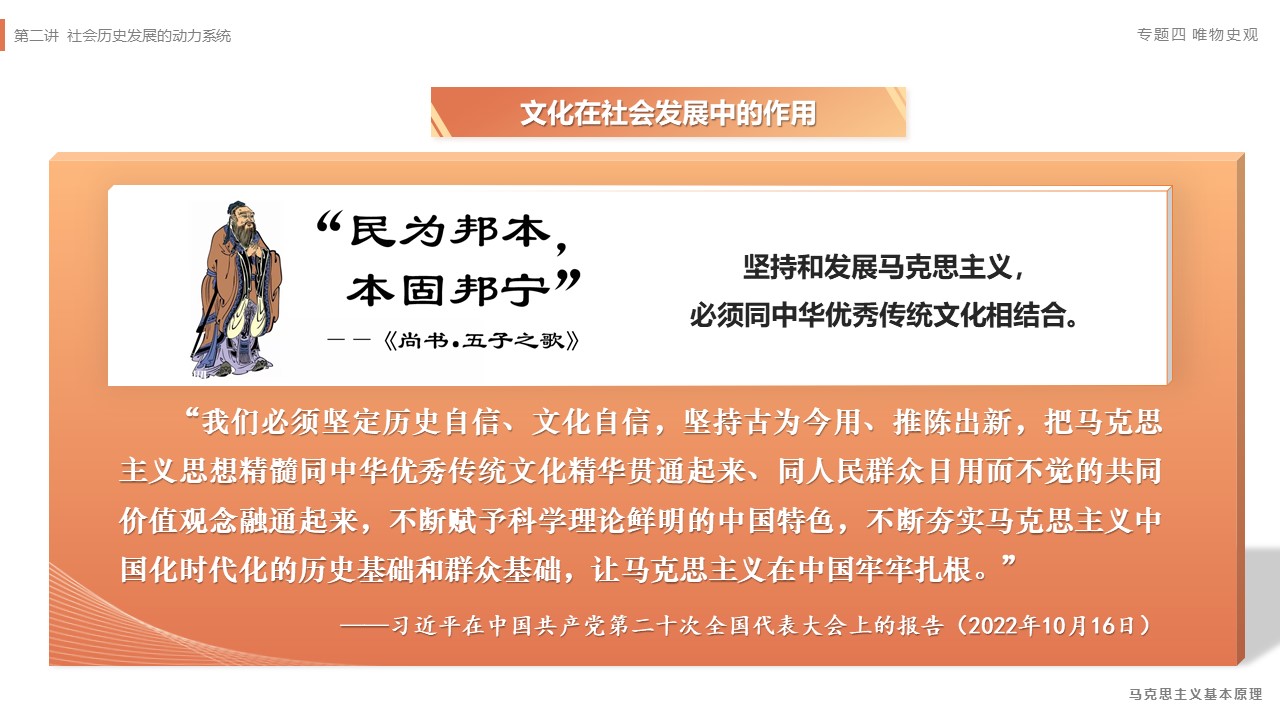 第二讲 社会历史发展的动力系统
专题四 唯物史观
文化在社会发展中的作用
“民为邦本，
本固邦宁”
－－《尚书.五子之歌》
坚持和发展马克思主义，
必须同中华优秀传统文化相结合。
“我们必须坚定历史自信、文化自信，坚持古为今用、推陈出新，把马克思
主义思想精髓同中华优秀传统文化精华贯通起来、同人民群众日用而不觉的共同
价值观念融通起来，不断赋予科学理论鲜明的中国特色，不断夯实马克思主义中
国化时代化的历史基础和群众基础，让马克思主义在中国牢牢扎根。”
——习近平在中国共产党第二十次全国代表大会上的报告（2022年10月16日）
马克思主义基本原理